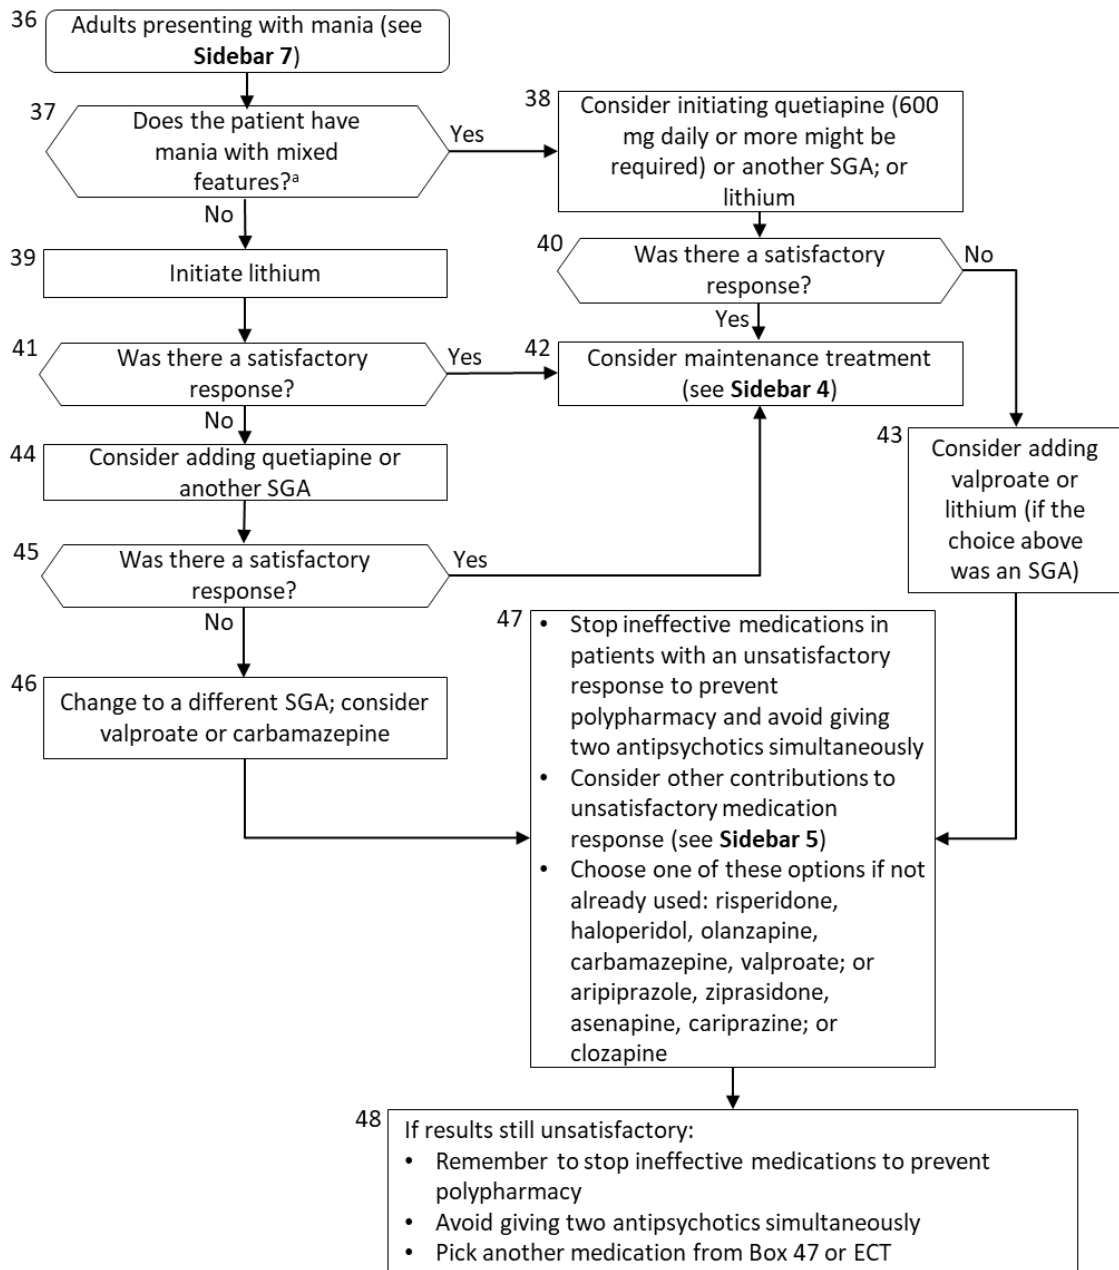 36
Adults presenting with mania (see
Sidebar 7)
37
Does the patient have
mania with mixed
features?ᵃ
Yes
No
38
Consider initiating quetiapine (600
mg daily or more might be
required) or another SGA; or
lithium
39
Initiate lithium
40
Was there a satisfactory
response?
No
Yes
41
Was there a satisfactory
response?
Yes
No
42
Consider maintenance treatment
(see Sidebar 4)
43
Consider adding
valproate or
lithium (if the
choice above
was an SGA)
44
Consider adding quetiapine or
another SGA
45
Was there a satisfactory
response?
Yes
No
46
Change to a different SGA; consider
valproate or carbamazepine
47
• Stop ineffective medications in
patients with an unsatisfactory
response to prevent
polypharmacy and avoid giving
two antipsychotics simultaneously
• Consider other contributions to
unsatisfactory medication
response (see Sidebar 5)
• Choose one of these options if not
already used: risperidone,
haloperidol, olanzapine,
carbamazepine, valproate; or
aripiprazole, ziprasidone,
asenapine, cariprazine; or
clozapine
48
If results still unsatisfactory:
• Remember to stop ineffective medications to prevent
polypharmacy
• Avoid giving two antipsychotics simultaneously
• Pick another medication from Box 47 or ECT